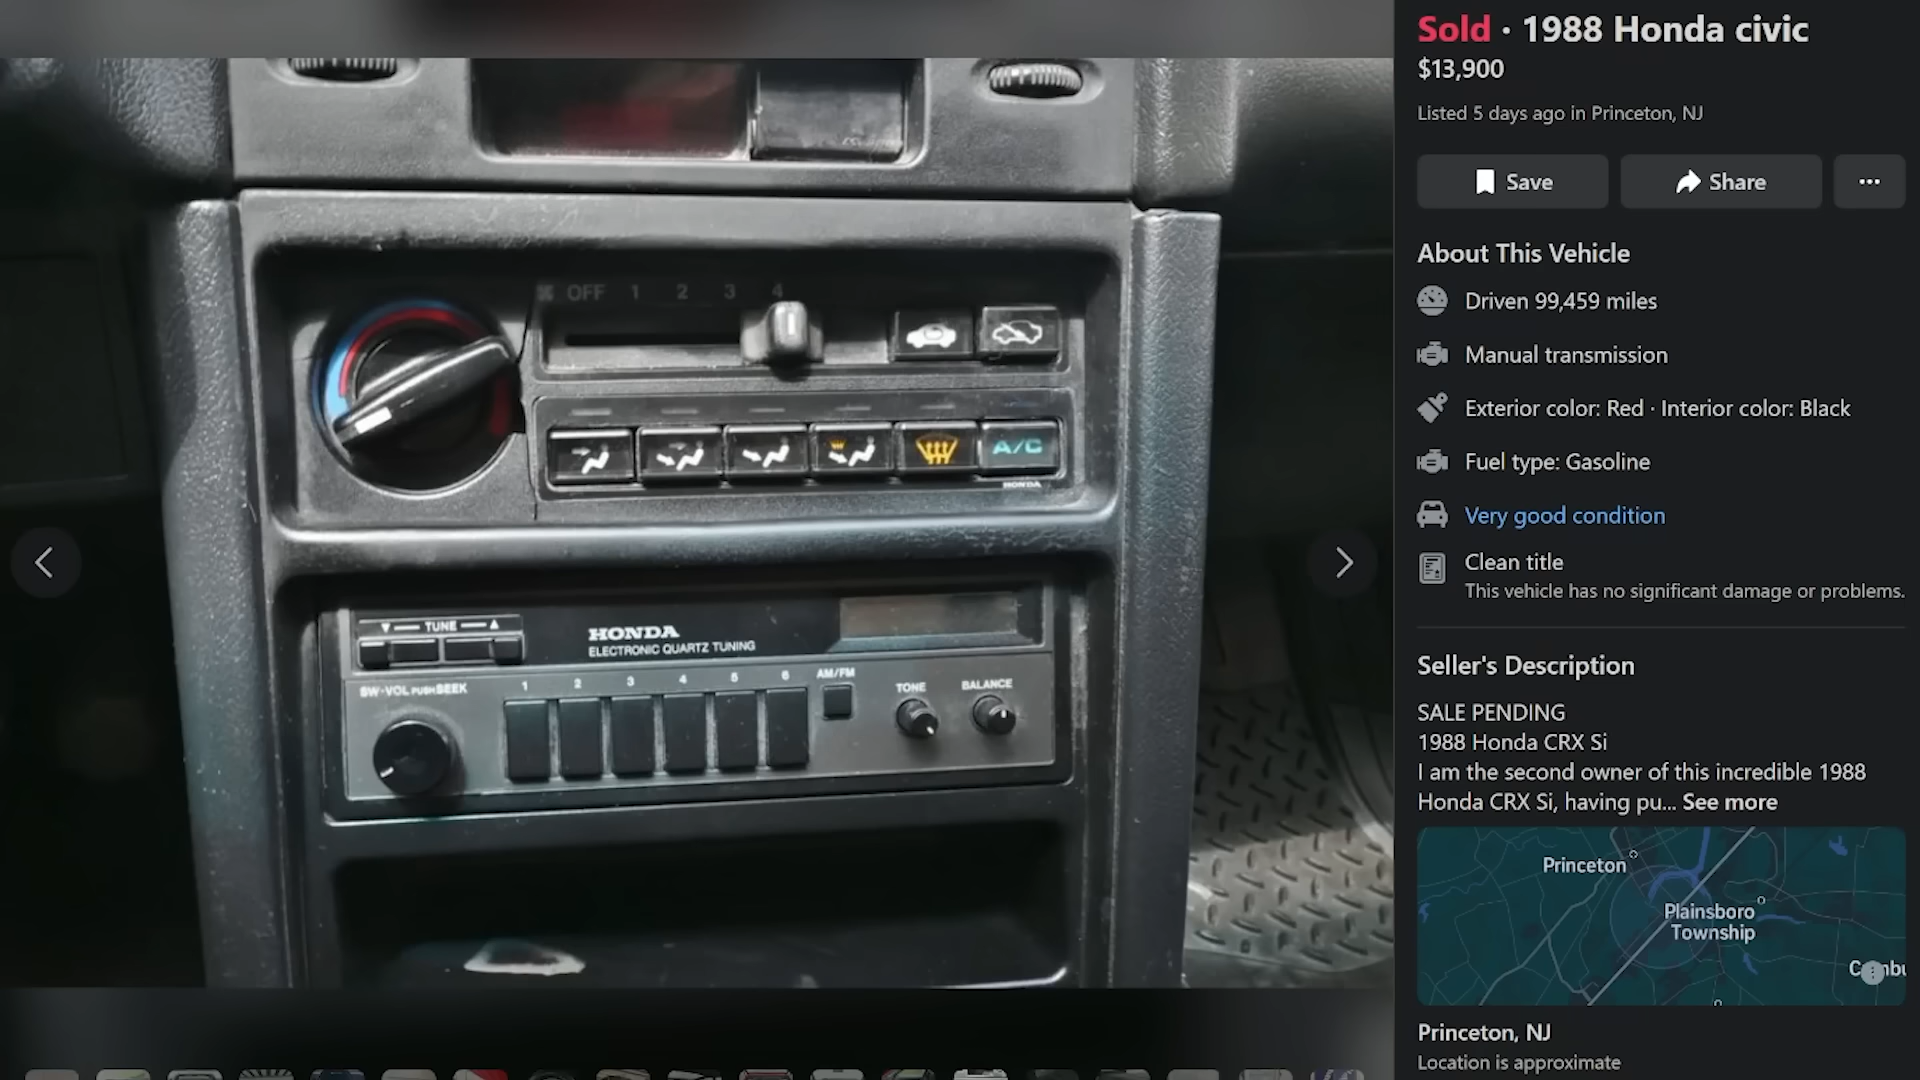 Sold · 1988 Honda civic
$13,900
Listed 5 days ago in Princeton, NJ
Save
Share
About This Vehicle
Driven 99,459 miles
Manual transmission
Exterior color: Red · Interior color: Black
Fuel type: Gasoline
Very good condition
Clean title
This vehicle has no significant damage or problems.
Seller's Description
SALE PENDING
1988 Honda CRX Si
I am the second owner of this incredible 1988
Honda CRX Si, having pu... See more
Princeton
Plainsboro
Township
Princeton, NJ
Location is approximate
OFF 1 2 3 4
A/C
HONDA
TUNE
HONDA
ELECTRONIC QUARTZ TUNING
SW·VOL PUSH SEEK
1 2 3 4 5 6
AM/FM
TONE
BALANCE